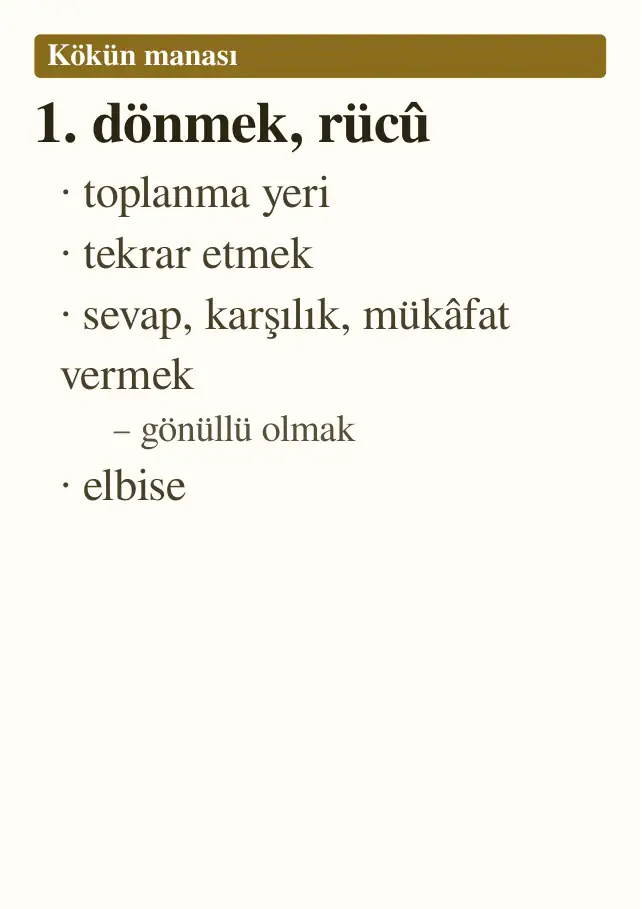 Kökün manası
1. dönmek, rücû
· toplanma yeri
· tekrar etmek
· sevap, karşılık, mükâfat
vermek
– gönüllü olmak
· elbise